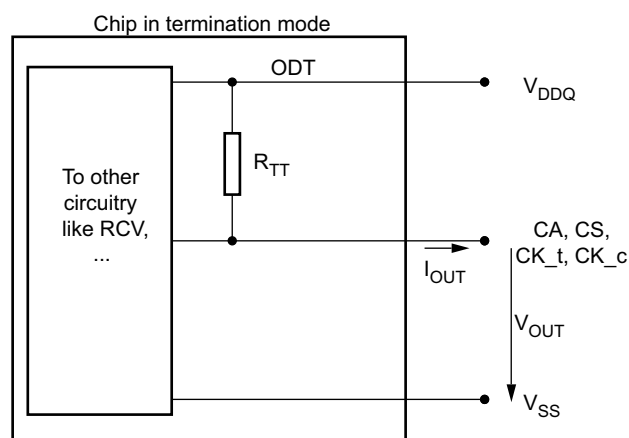 Chip in termination mode
ODT
V_DDQ
To other
circuitry
like RCV,
...
R_TT
CA, CS,
CK_t, CK_c
I_OUT
V_OUT
V_SS